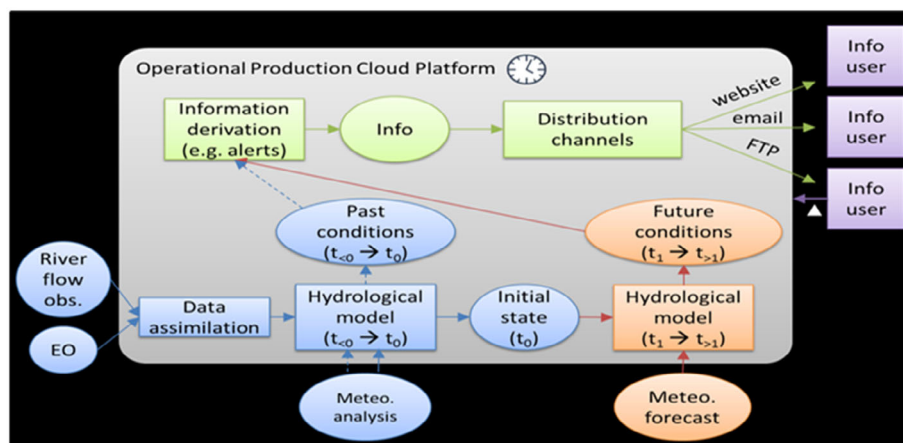 Operational Production Cloud Platform
Information
derivation
(e.g. alerts)
Info
Distribution
channels
website
email
FTP
Info
user
Info
user
Info
user
Past
conditions
(t<0 → t0)
Future
conditions
(t1 → t>1)
River
flow
obs.
EO
Data
assimilation
Hydrological
model
(t<0 → t0)
Initial
state
(t0)
Hydrological
model
(t1 → t>1)
Meteo.
analysis
Meteo.
forecast